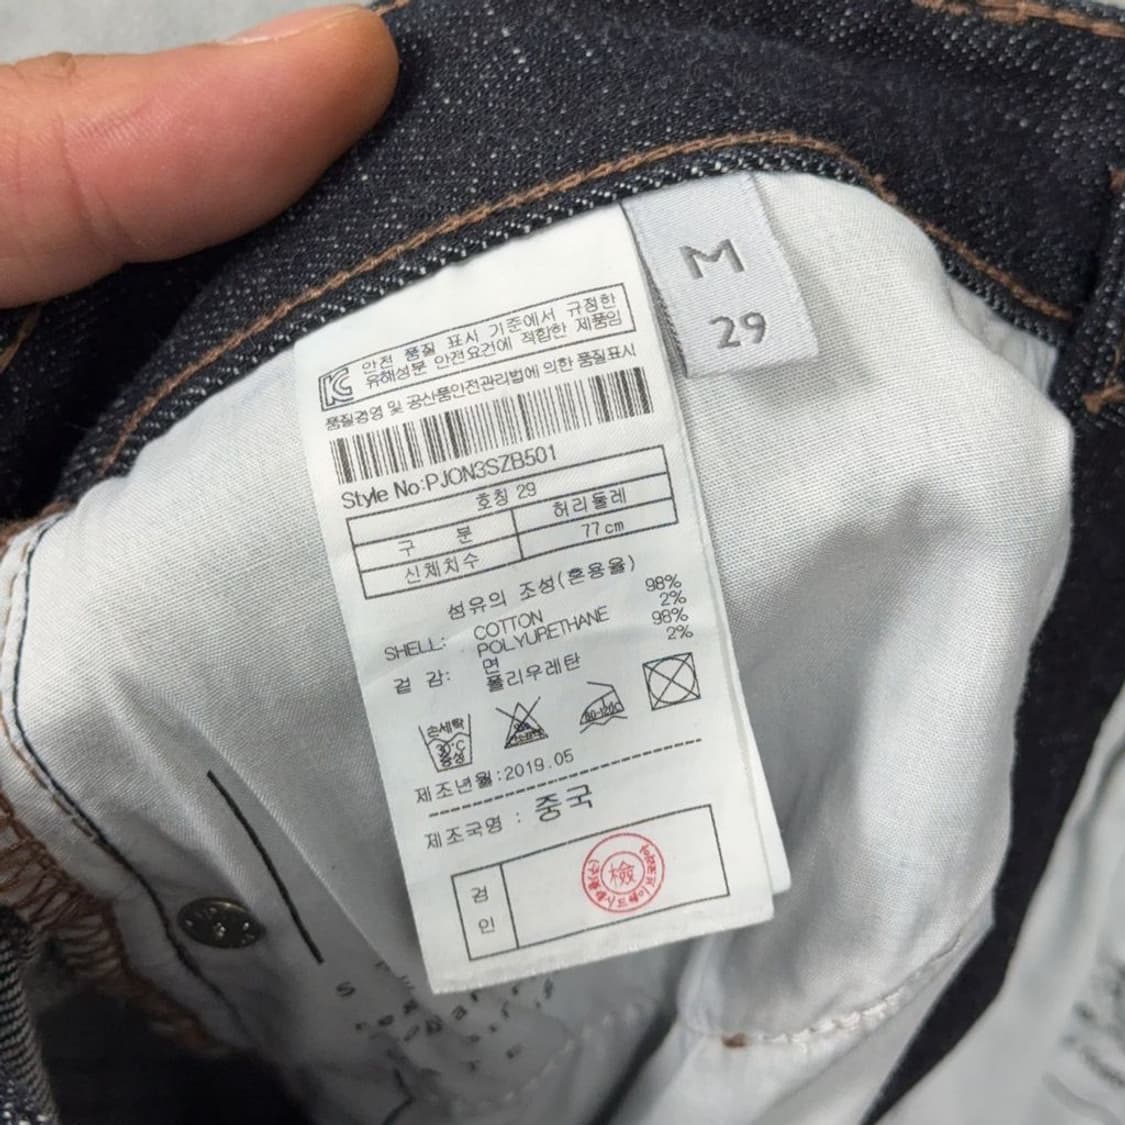 M
29
KC
안전 품질 표시 기준에서 규정한
유해성분 안전요건에 적합한 제품임
품질경영 및 공산품안전관리법에 의한 품질표시
Style No:PJON3SZB501
호칭 29
구 분 허리둘레
신체치수 77cm
섬유의 조성(혼용율)
SHELL: COTTON 98%
POLYURETHANE 2%
겉 감: 면 98%
폴리우레탄 2%
손세탁
30°C
중성
80-120C
제조년월:2019.05
제조국명 : 중국
검
인
檢